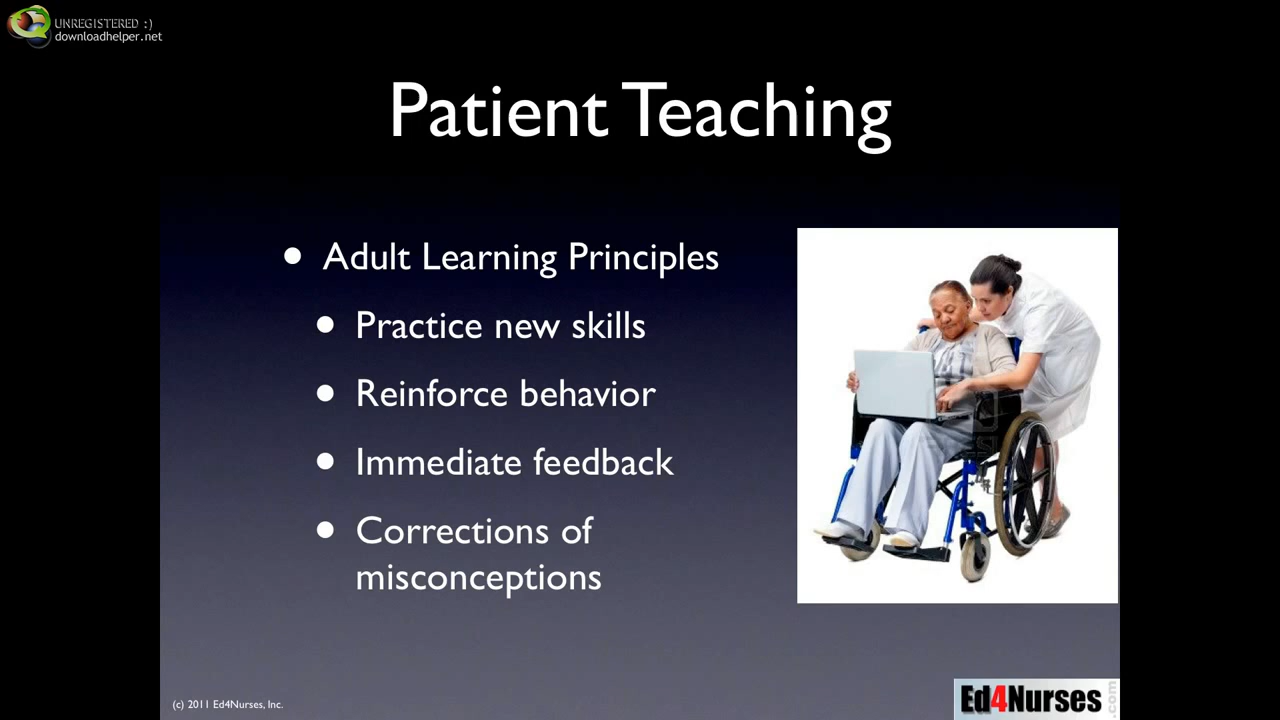 UNREGISTERED :)
downloadhelper.net
Patient Teaching
• Adult Learning Principles
• Practice new skills
• Reinforce behavior
• Immediate feedback
• Corrections of
misconceptions
(c) 2011 Ed4Nurses, Inc.
Ed4Nurses.com